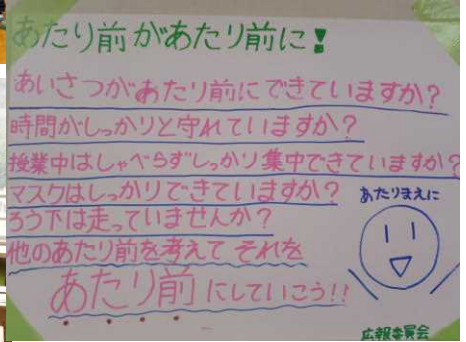 あたり前があたり前に!
あいさつがあたり前にできていますか?
時間がしっかりと守れていますか?
授業中はしゃべらずしっかり集中できていますか?
マスクはしっかりできていますか?
ろう下は走っていませんか?
他のあたり前を考えて それを
あたり前にしていこう!!
あたりまえに
広報委員会